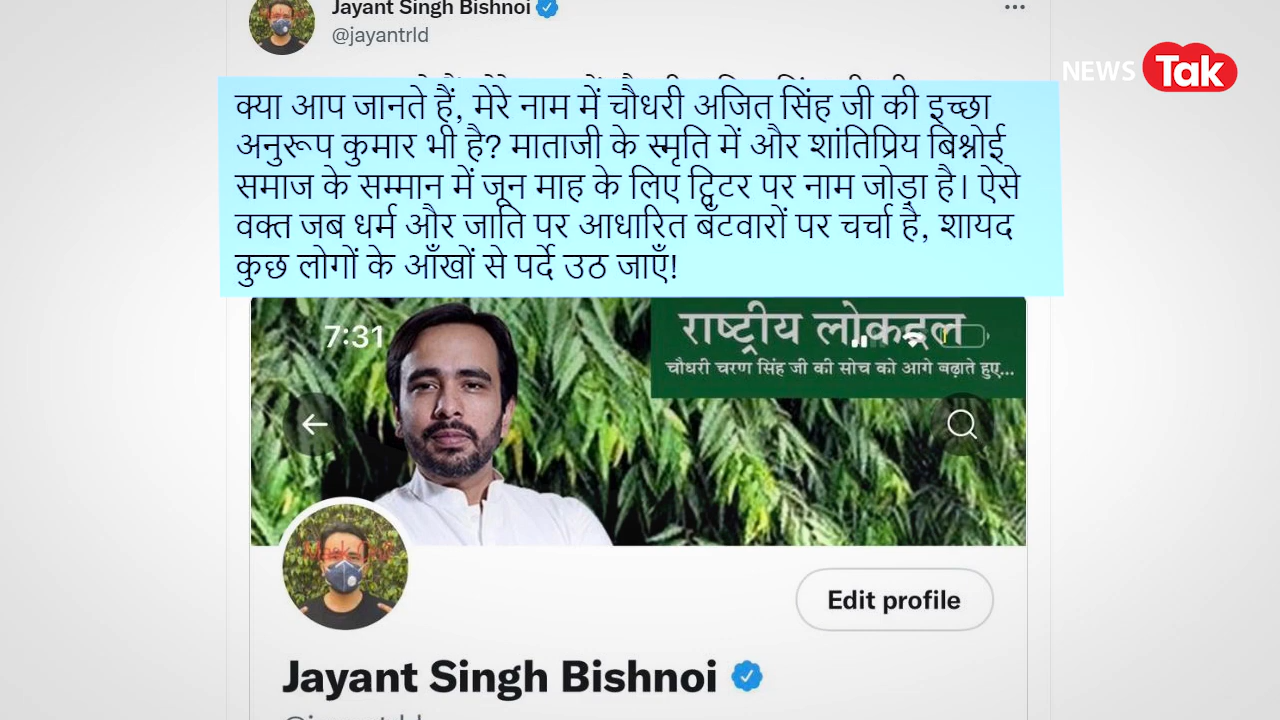 Jayant Singh Bishnoi
@jayantrld
NEWS Tak
क्या आप जानते हैं, मेरे नाम में चौधरी अजित सिंह जी की इच्छा
अनुरूप कुमार भी है? माताजी के स्मृति में और शांतिप्रिय बिश्नोई
समाज के सम्मान में जून माह के लिए ट्विटर पर नाम जोड़ा है। ऐसे
वक्त जब धर्म और जाति पर आधारित बँटवारों पर चर्चा है, शायद
कुछ लोगों के आँखों से पर्दे उठ जाएँ!
7:31
राष्ट्रीय लोकदल
चौधरी चरण सिंह जी की सोच को आगे बढ़ाते हुए...
Edit profile
Jayant Singh Bishnoi